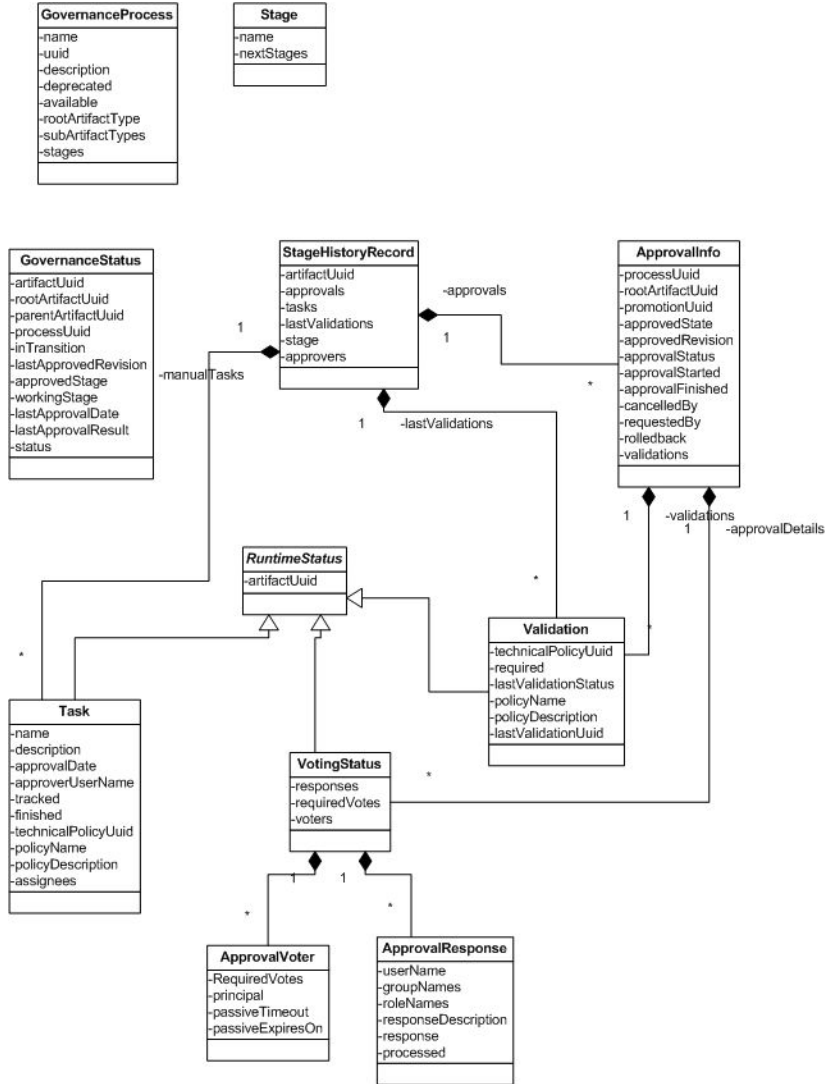 GovernanceProcess
-name
-uuid
-description
-deprecated
-available
-rootArtifactType
-subArtifactTypes
-stages
Stage
-name
-nextStages
GovernanceStatus
-artifactUuid
-rootArtifactUuid
-parentArtifactUuid
-processUuid
-inTransition
-lastApprovedRevision
-approvedStage
-workingStage
-lastApprovalDate
-lastApprovalResult
-status
StageHistoryRecord
-artifactUuid
-approvals
-tasks
-lastValidations
-stage
-approvers
ApprovalInfo
-processUuid
-rootArtifactUuid
-promotionUuid
-approvedState
-approvedRevision
-approvalStatus
-approvalStarted
-approvalFinished
-cancelledBy
-requestedBy
-rolledback
-validations
-approvals
1
*
1
-manualTasks
*
1
-lastValidations
*
1
-validations
*
1
-approvalDetails
*
RuntimeStatus
-artifactUuid
Validation
-technicalPolicyUuid
-required
-lastValidationStatus
-policyName
-policyDescription
-lastValidationUuid
Task
-name
-description
-approvalDate
-approverUserName
-tracked
-finished
-technicalPolicyUuid
-policyName
-policyDescription
-assignees
VotingStatus
-responses
-requiredVotes
-voters
1
*
1
*
ApprovalVoter
-RequiredVotes
-principal
-passiveTimeout
-passiveExpiresOn
ApprovalResponse
-userName
-groupNames
-roleNames
-responseDescription
-response
-processed